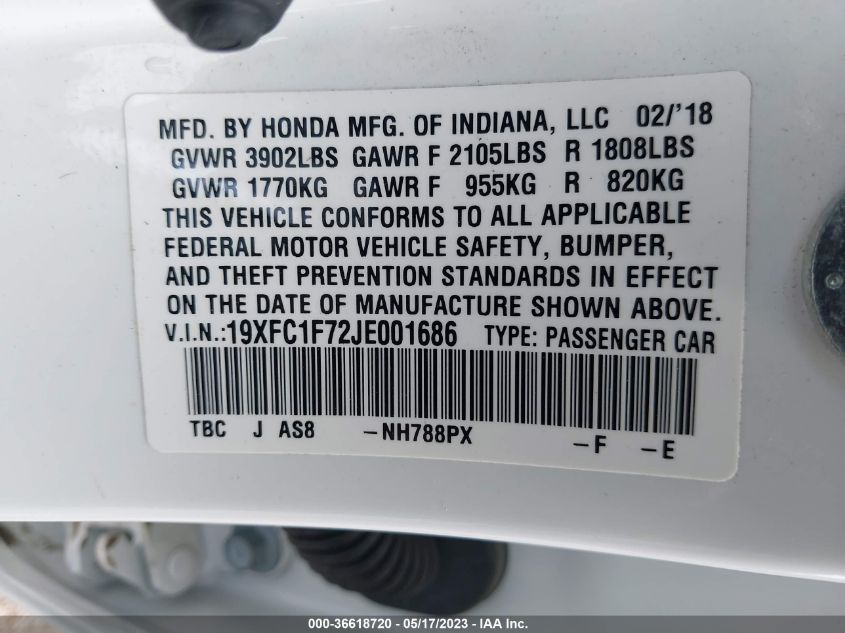 MFD. BY HONDA MFG. OF INDIANA, LLC 02/'18
GVWR 3902LBS GAWR F 2105LBS R 1808LBS
GVWR 1770KG GAWR F 955KG R 820KG
THIS VEHICLE CONFORMS TO ALL APPLICABLE
FEDERAL MOTOR VEHICLE SAFETY, BUMPER,
AND THEFT PREVENTION STANDARDS IN EFFECT
ON THE DATE OF MANUFACTURE SHOWN ABOVE.
V.I.N.:19XFC1F72JE001686 TYPE: PASSENGER CAR
TBC J AS8 –NH788PX –F –E
000-36618720 - 05/17/2023 - IAA Inc.